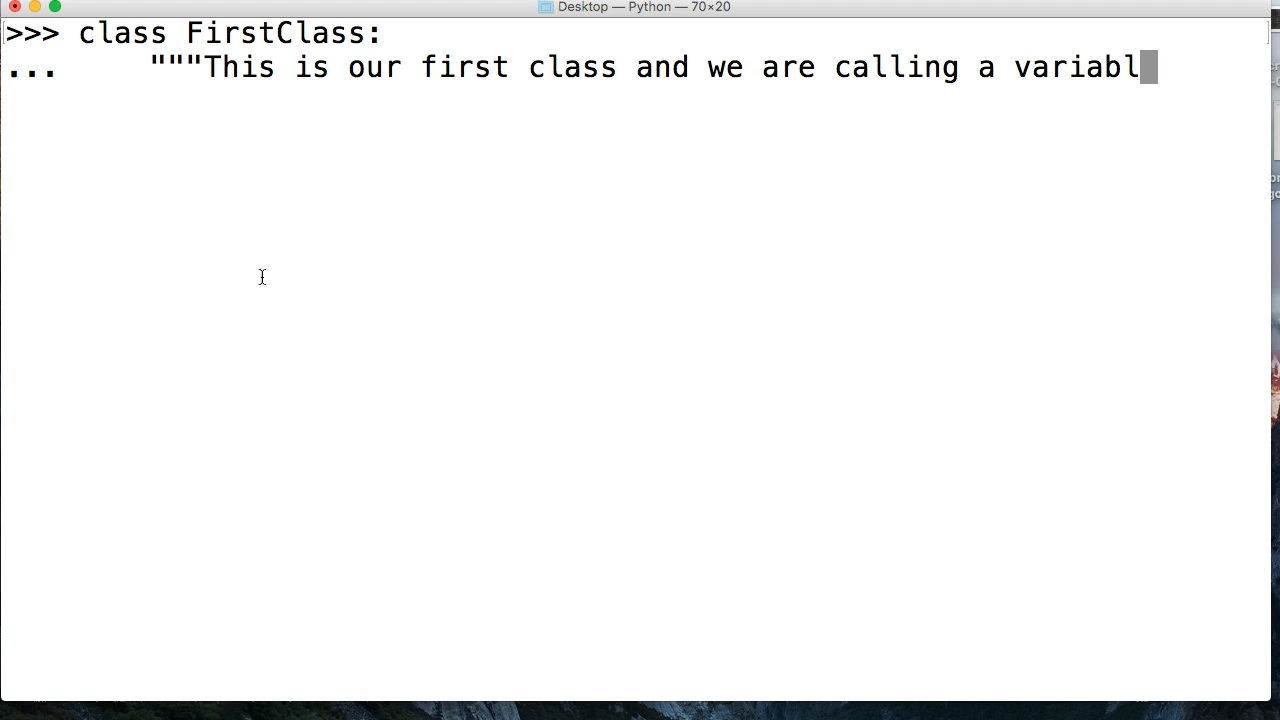 Desktop — Python — 70×20
>>> class FirstClass:
... """This is our first class and we are calling a variabl